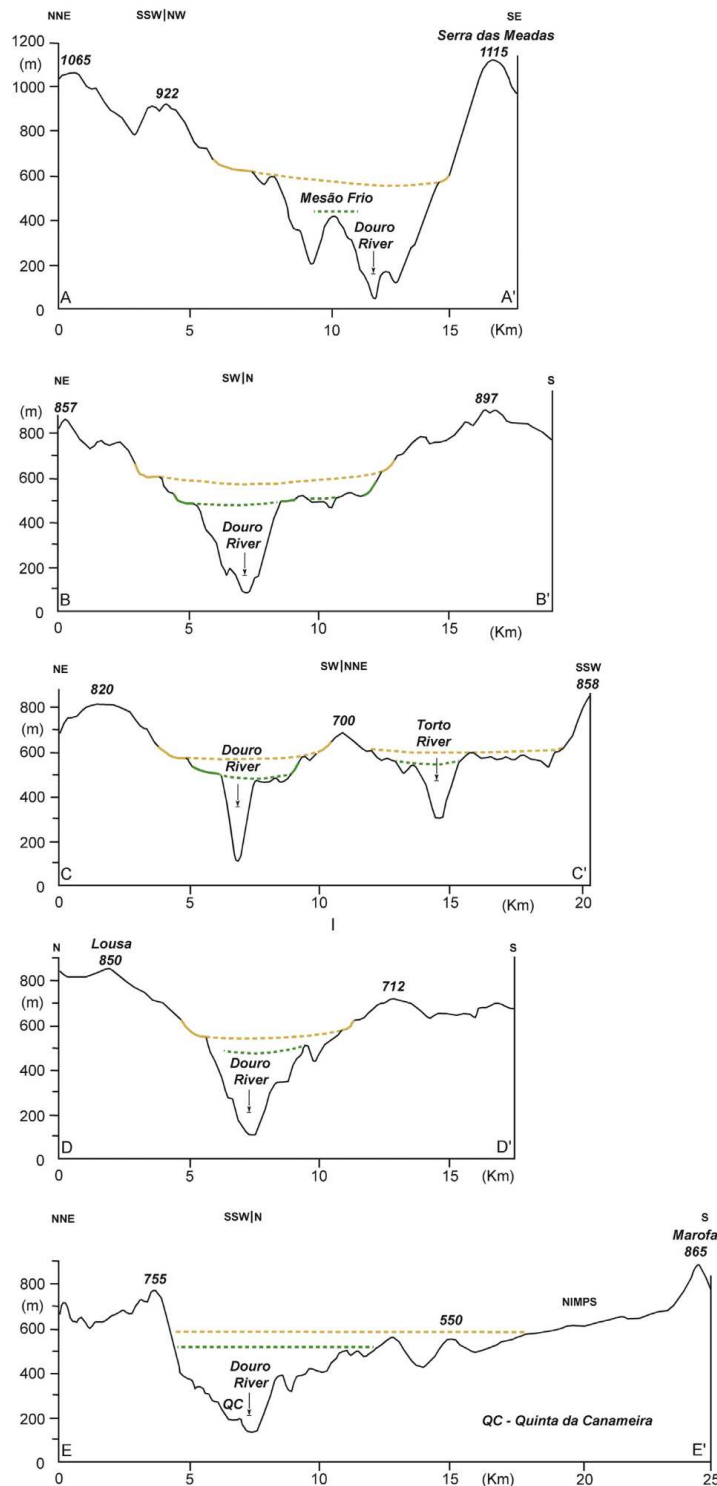 NNE SSW|NW SE
Serra das Meadas
1115
1200
(m)
1065
1000
922
800
600
Mesão Frio
400
Douro
River
200
0
A A'
0 5 10 15 (Km)
NE SW|N S
(m)
857
897
800
600
400
Douro
River
200
0
B B'
0 5 10 15 (Km)
NE SW|NNE SSW
820 858
800
(m)
700
Torto
River
Douro
River
600
400
200
0
C C'
0 5 10 15 (Km) 20
I
N S
Lousa
850
800
(m)
712
600
400
Douro
River
200
0
D D'
0 5 10 15 (Km)
NNE SSW|N S
Marofa
865
755
800
(m)
NIMPS
550
600
400
Douro
River
QC
200
QC - Quinta da Canameira
0
E E'
0 5 10 15 (Km) 20 25